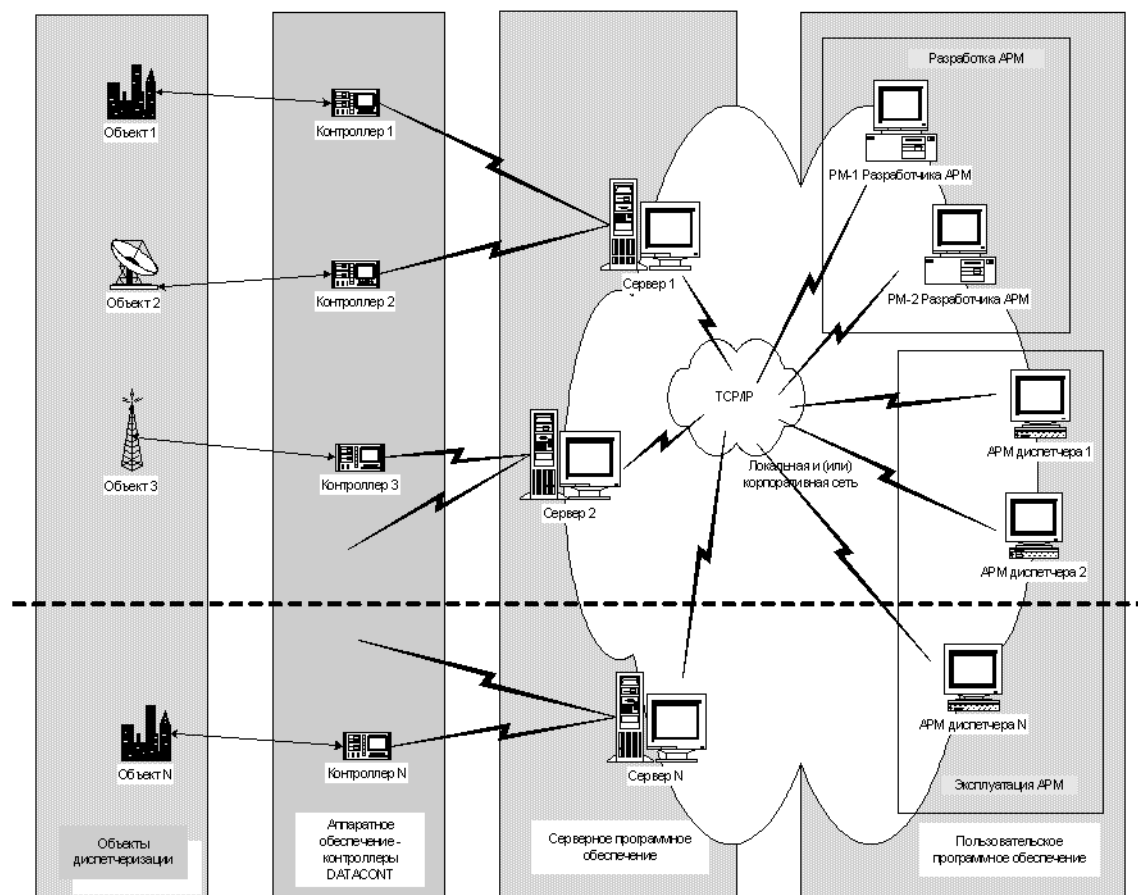 Разработка АРМ
Объект 1
Контроллер 1
РМ-1 Разработчика АРМ
Объект 2
Контроллер 2
Сервер 1
РМ-2 Разработчика АРМ
TCP/IP
АРМ диспетчера 1
Локальная и (или)
корпоративная сеть
Объект 3
Контроллер 3
Сервер 2
АРМ диспетчера 2
АРМ диспетчера N
Объект N
Контроллер N
Сервер N
Эксплуатация АРМ
Объекты
диспетчеризации
Аппаратное
обеспечение -
контроллеры
DATACONT
Серверное программное
обеспечение
Пользовательское
программное обеспечение